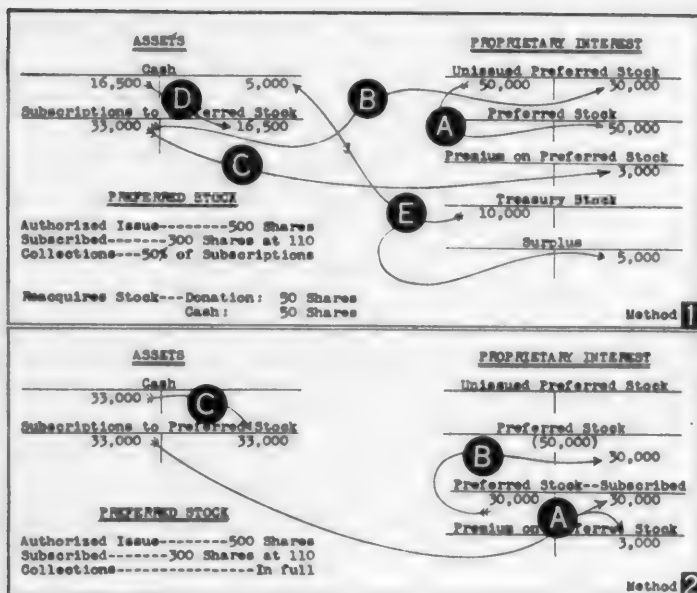 ASSETS PROPRIETARY INTEREST
Cash Unissued Preferred Stock
16,500 5,000 50,000 30,000
D B
Subscriptions to Preferred Stock A Preferred Stock
33,000 16,500 50,000
C Premium on Preferred Stock
3,000
PREFERRED STOCK E Treasury Stock
10,000
Authorized Issue-------500 Shares
Subscribed------300 Shares at 110 Surplus
Collections---50% of Subscriptions 5,000
Reacquires Stock---Donation: 50 Shares
Cash: 50 Shares Method 1
ASSETS PROPRIETARY INTEREST
Cash Unissued Preferred Stock
33,000 C
Subscriptions to Preferred Stock Preferred Stock
33,000 33,000 (50,000)
B 30,000
Preferred Stock--Subscribed
30,000 30,000
PREFERRED STOCK A Premium on Preferred Stock
3,000
Authorized Issue-------500 Shares
Subscribed------300 Shares at 110
Collections--------------In full
Method 2